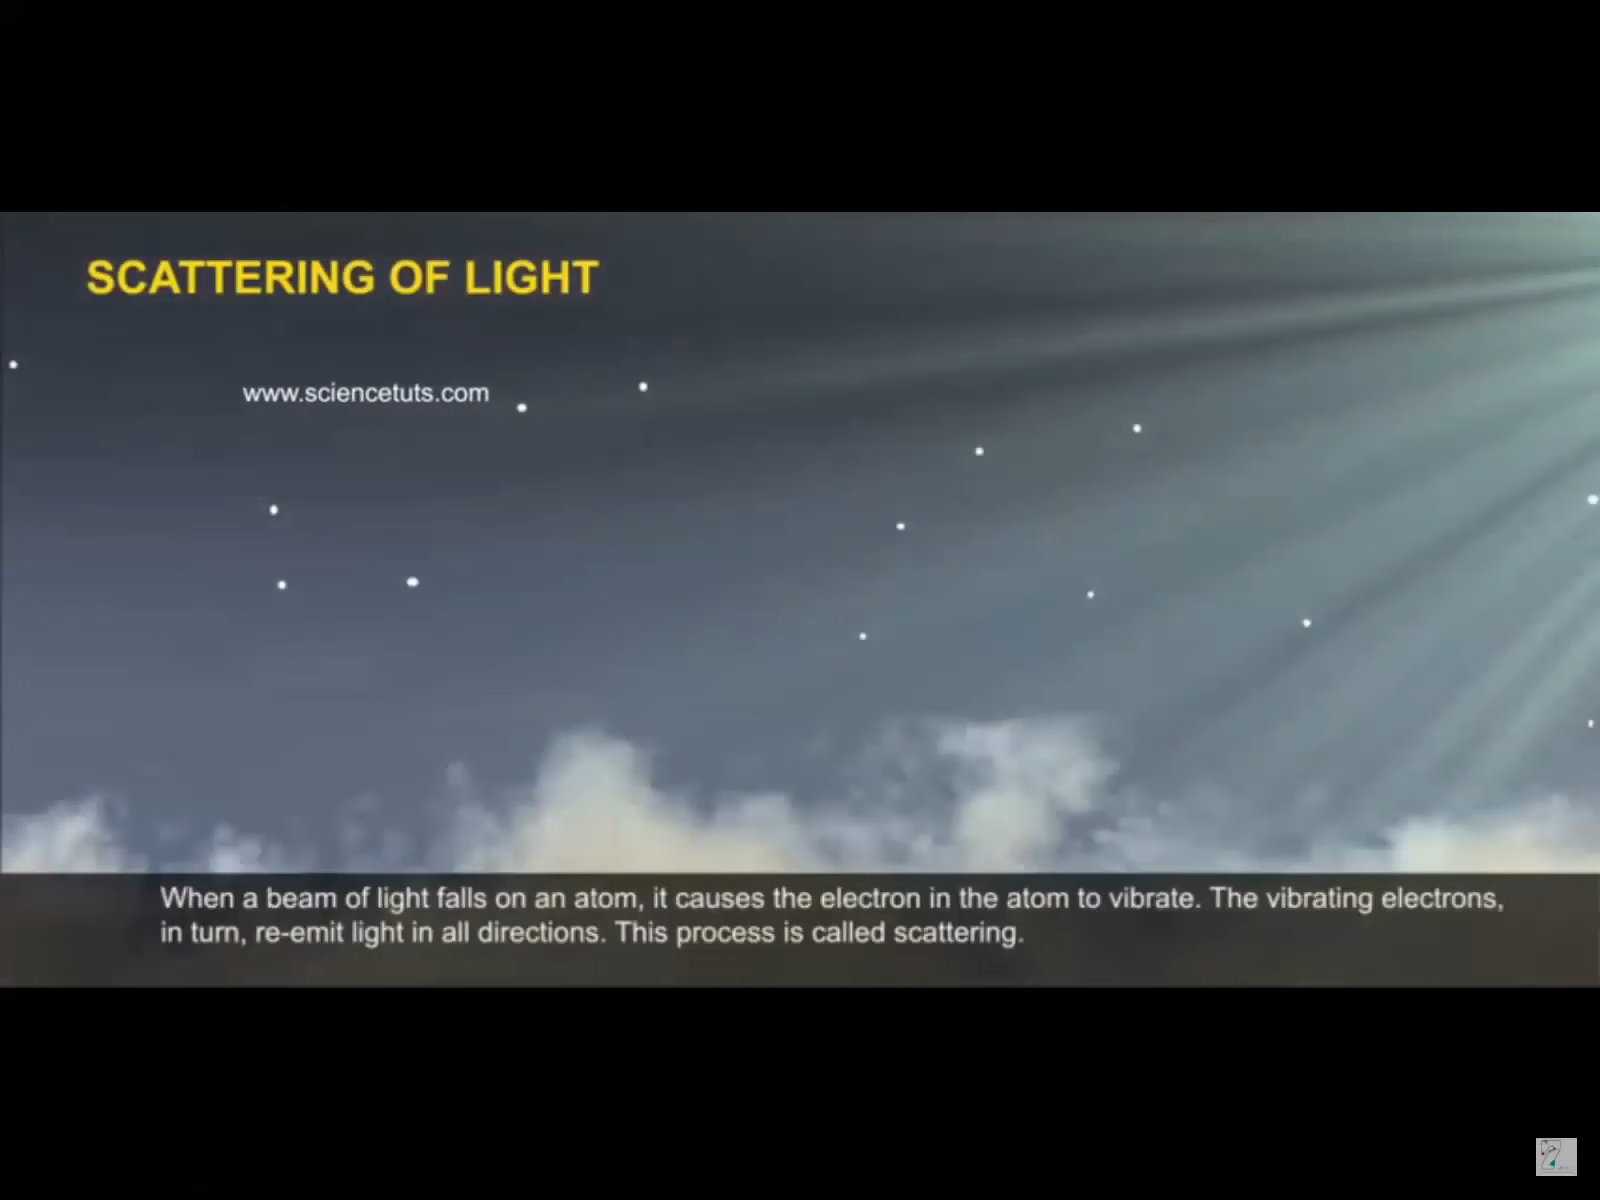 SCATTERING OF LIGHT
www.sciencetuts.com
When a beam of light falls on an atom, it causes the electron in the atom to vibrate. The vibrating electrons,
in turn, re-emit light in all directions. This process is called scattering.